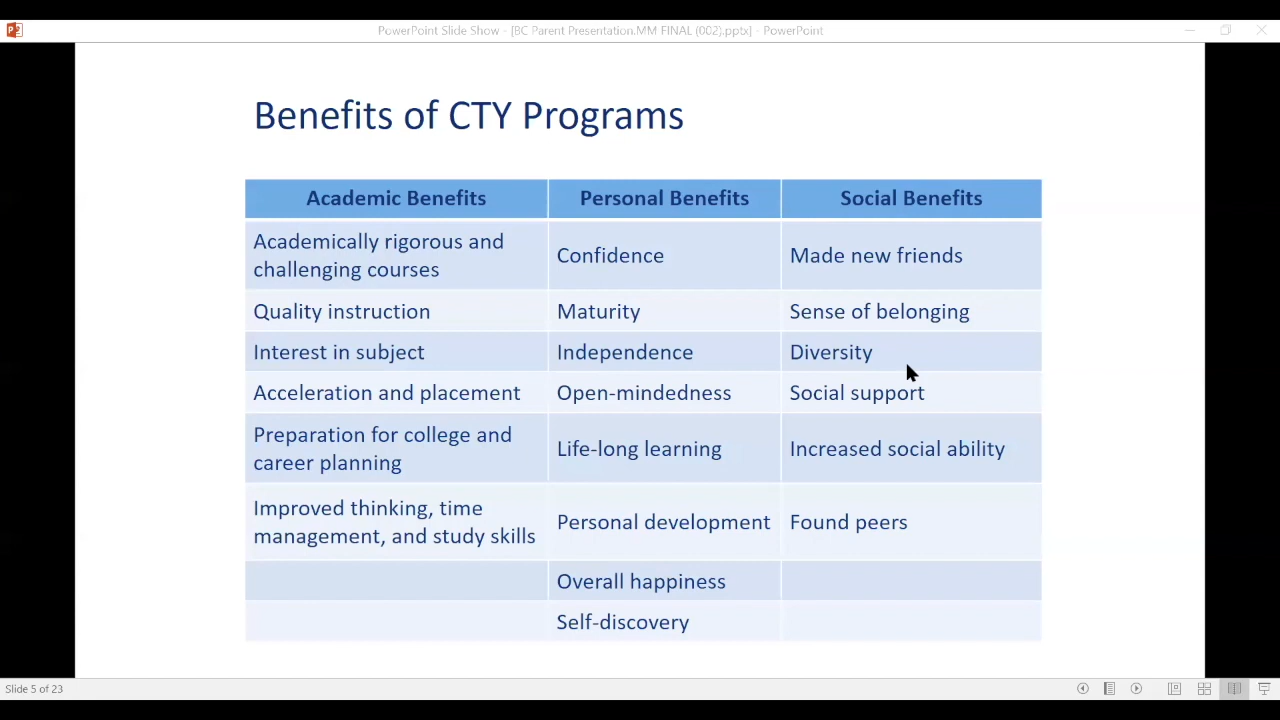 PowerPoint Slide Show - [BC Parent Presentation.MM FINAL (002).pptx] - PowerPoint
Benefits of CTY Programs
Academic Benefits Personal Benefits Social Benefits
Academically rigorous and
challenging courses
Confidence
Made new friends
Quality instruction
Maturity
Sense of belonging
Interest in subject
Independence
Diversity
Acceleration and placement
Open-mindedness
Social support
Preparation for college and
career planning
Life-long learning
Increased social ability
Improved thinking, time
management, and study skills
Personal development
Found peers
Overall happiness
Self-discovery
Slide 5 of 23